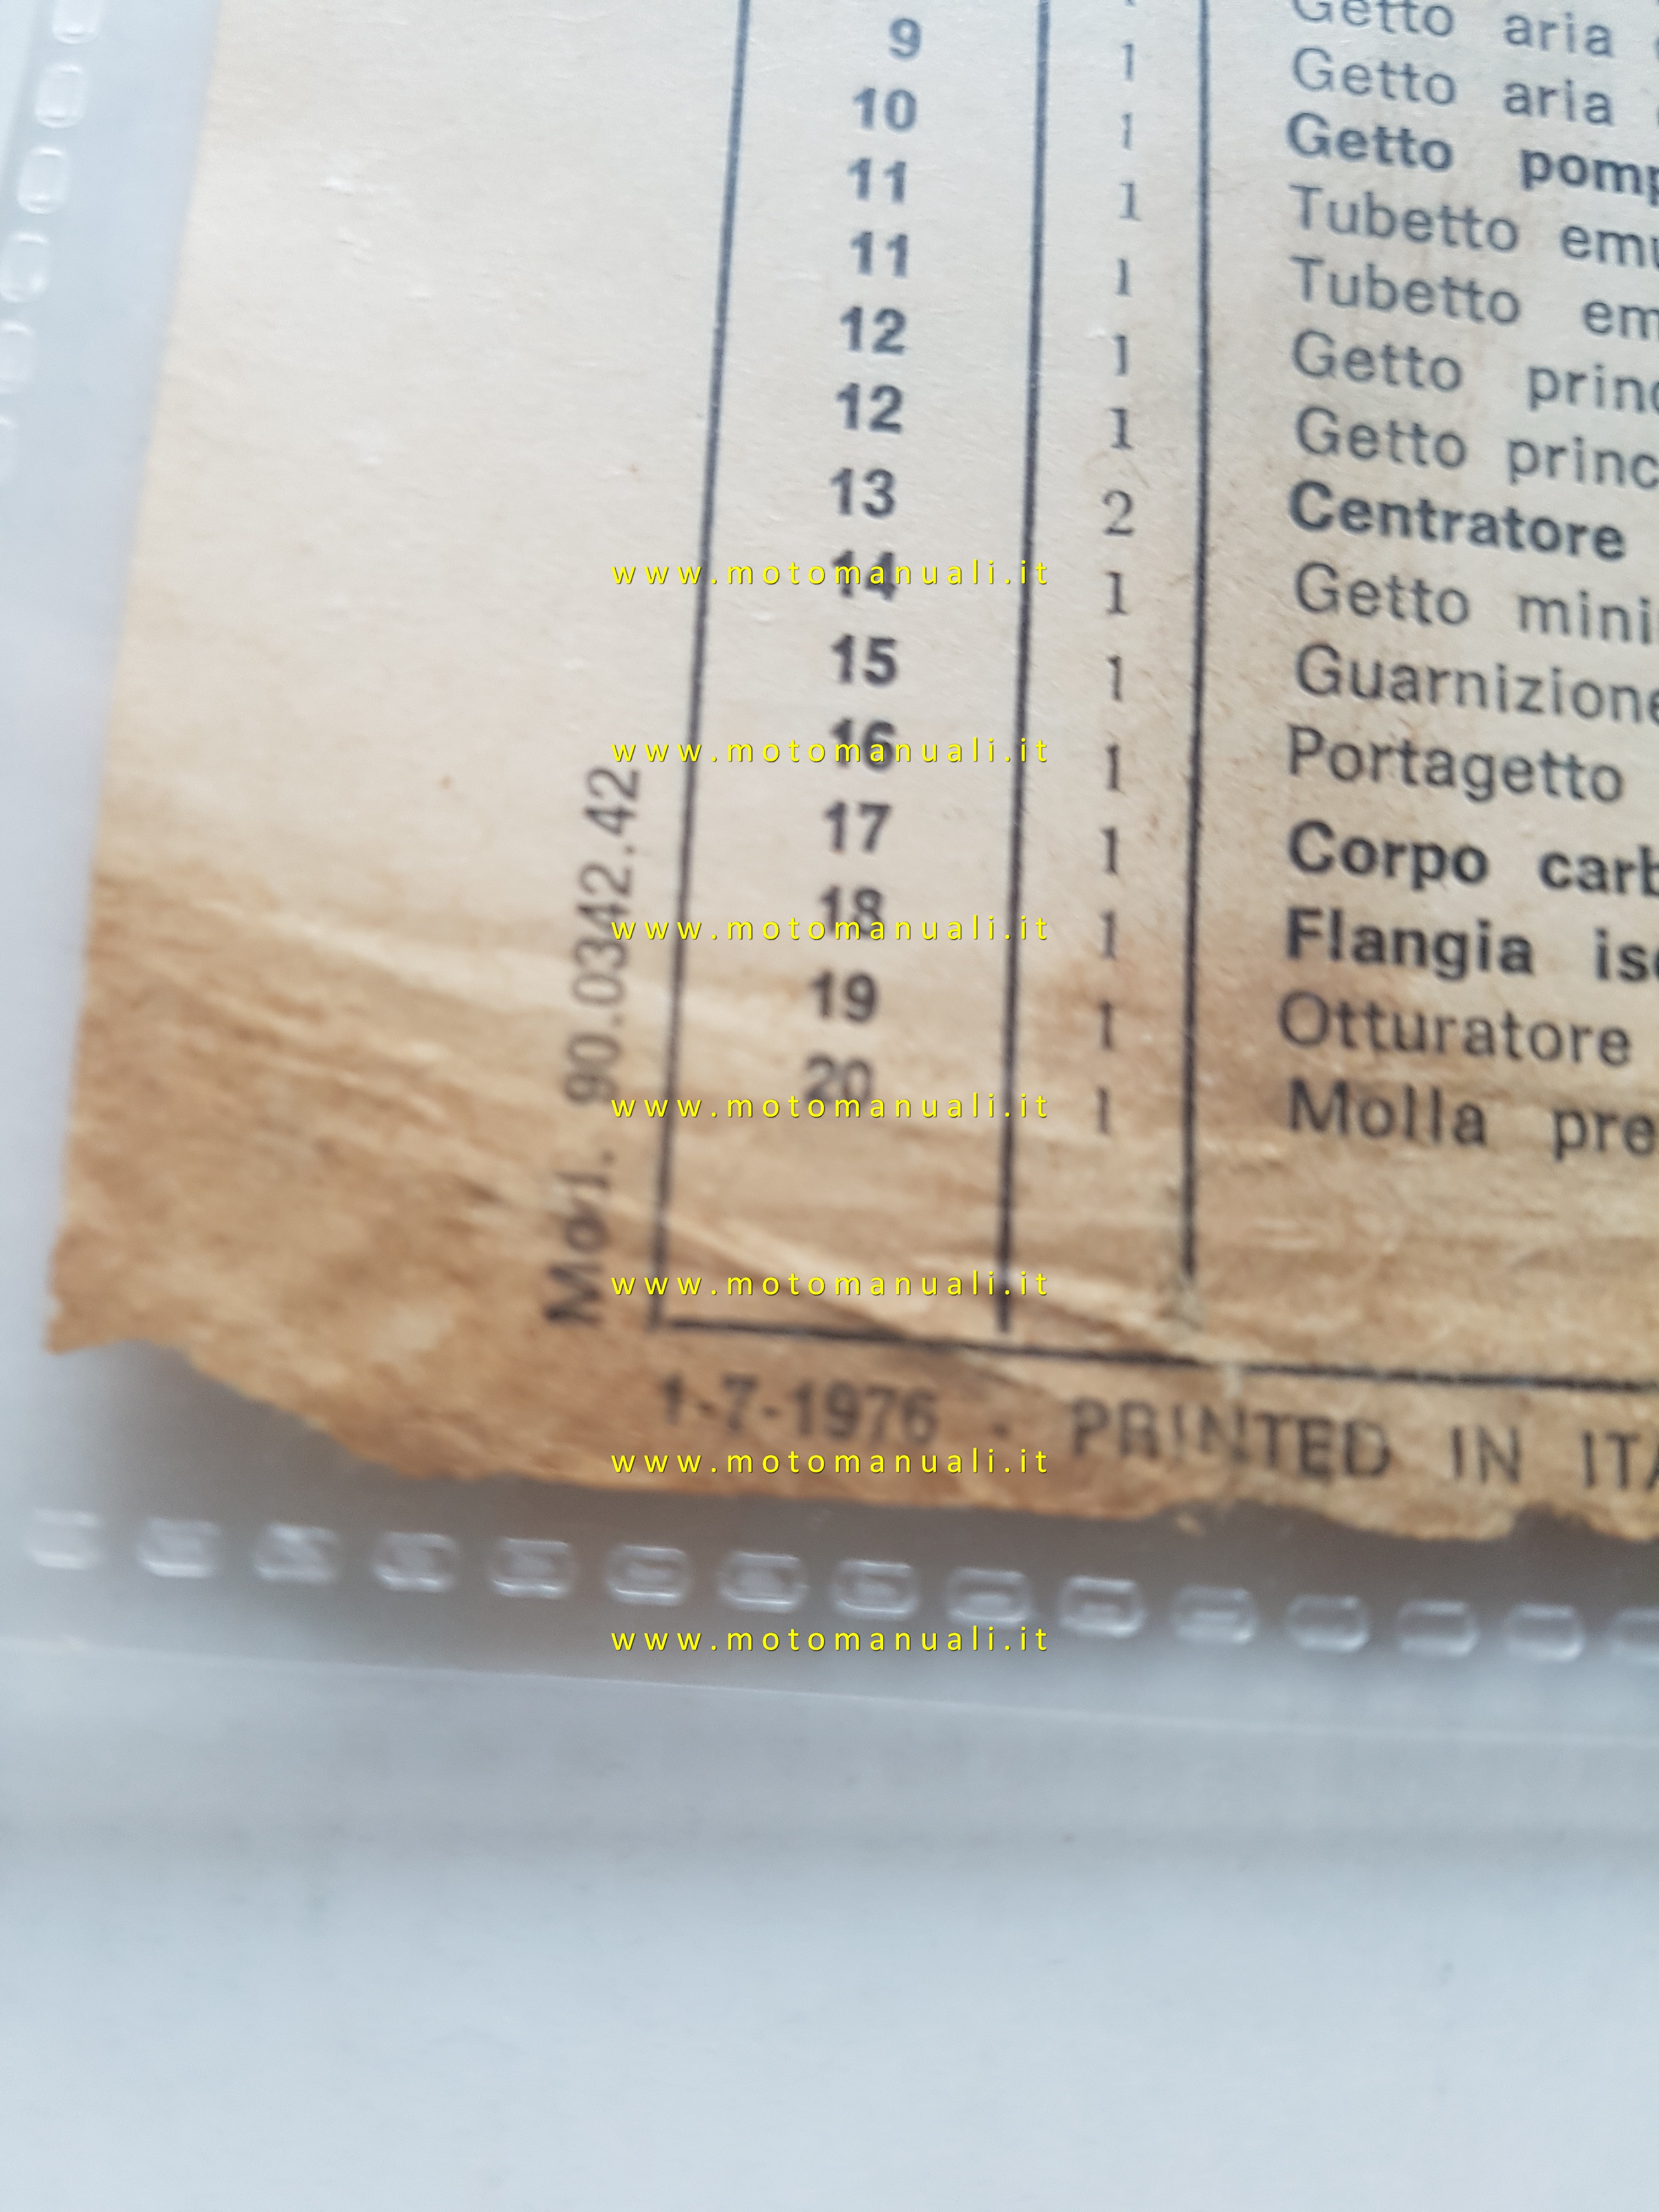 Getto aria
9 1 Getto aria
10 1 Getto pomp
11 1 Tubetto emu
11 1 Tubetto em
12 1 Getto princ
12 1 Getto princ
13 2 Centratore
14 1 Getto mini
15 1 Guarnizione
16 1 Portagetto
17 1 Corpo carb
18 1 Flangia iso
19 1 Otturatore
20 1 Molla pre
Mod. 90.0342.42
1-7-1976 - PRINTED IN ITA
www.motomanuali.it
www.motomanuali.it
www.motomanuali.it
www.motomanuali.it
www.motomanuali.it
www.motomanuali.it
www.motomanuali.it